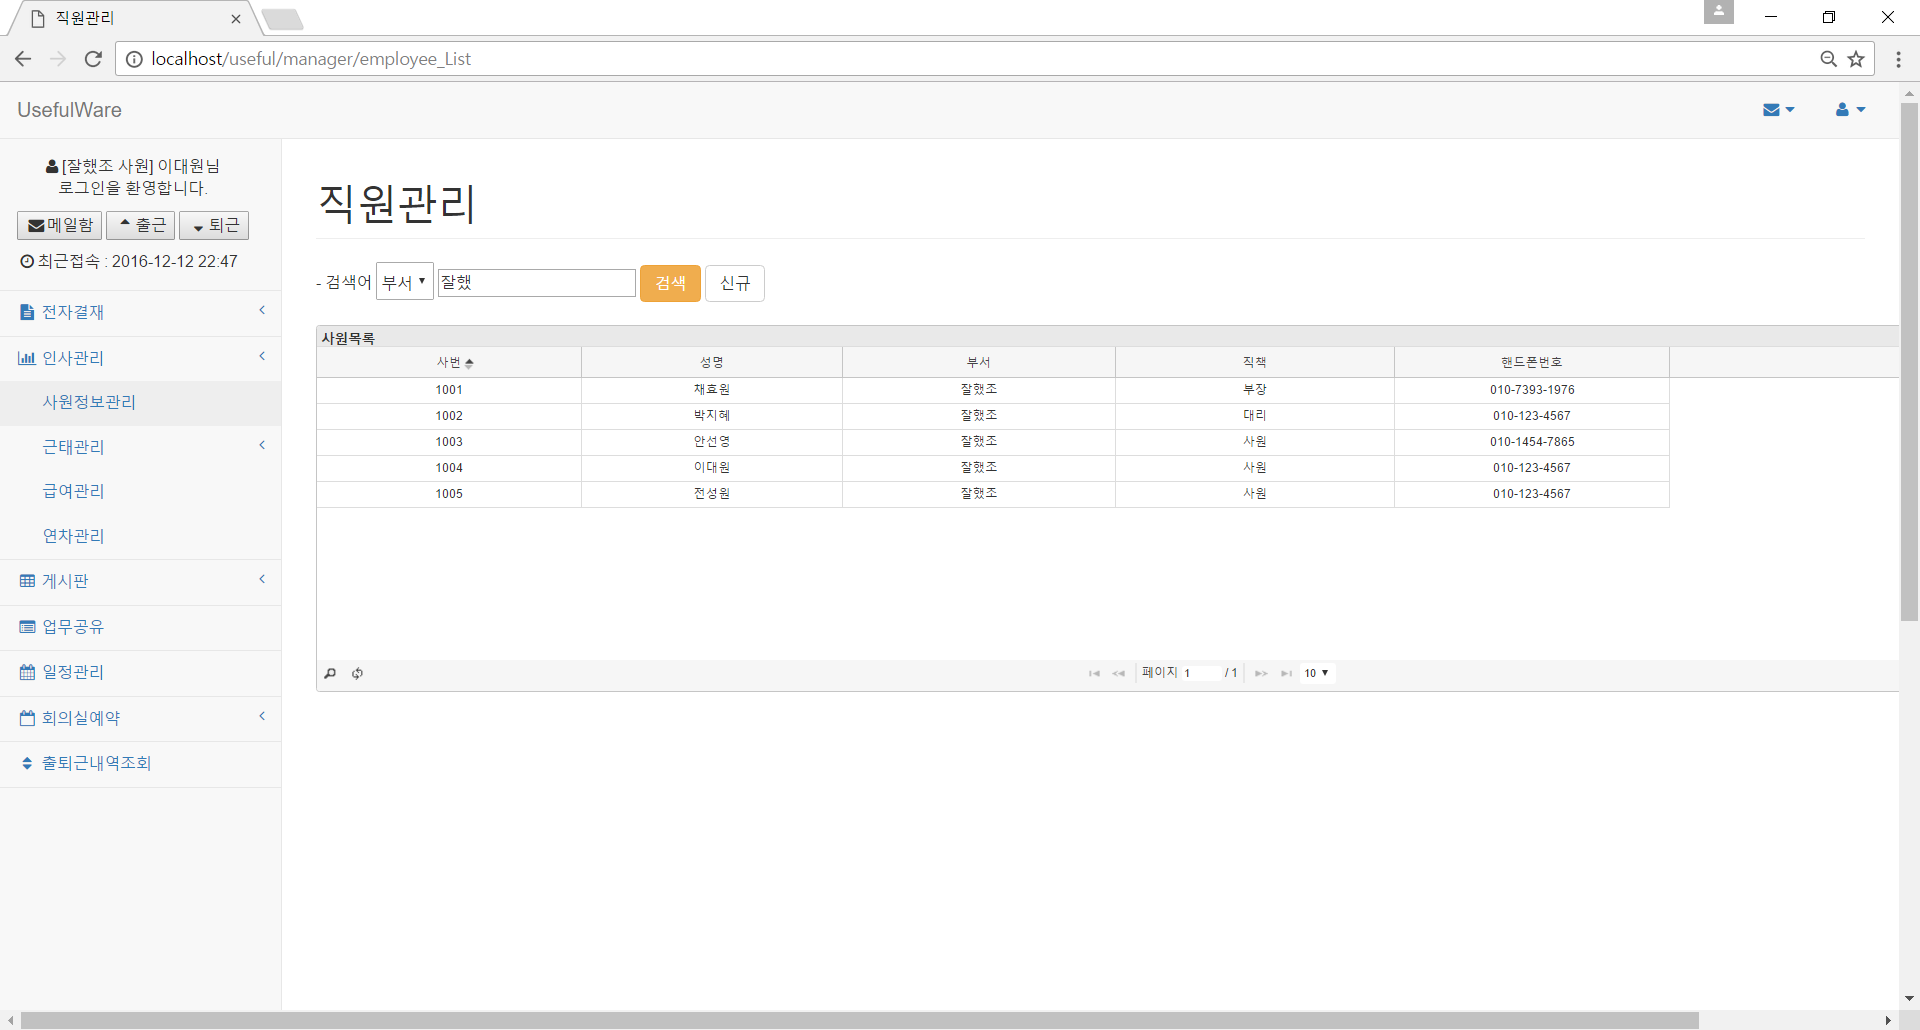 직원관리
localhost/useful/manager/employee_List
UsefulWare
[잘했조 사원] 이대원님
로그인을 환영합니다.
메일함 출근 퇴근
최근접속 : 2016-12-12 22:47
전자결재
인사관리
사원정보관리
근태관리
급여관리
연차관리
게시판
업무공유
일정관리
회의실예약
출퇴근내역조회
직원관리
- 검색어 부서 잘했 검색 신규
사원목록
사번 성명 부서 직책 핸드폰번호
1001 채효원 잘했조 부장 010-7393-1976
1002 박지혜 잘했조 대리 010-123-4567
1003 안선영 잘했조 사원 010-1454-7865
1004 이대원 잘했조 사원 010-123-4567
1005 전성원 잘했조 사원 010-123-4567
페이지 1 / 1 10